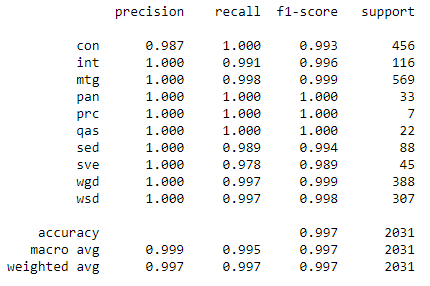 precision recall f1-score support
con 0.987 1.000 0.993 456
int 1.000 0.991 0.996 116
mtg 1.000 0.998 0.999 569
pan 1.000 1.000 1.000 33
prc 1.000 1.000 1.000 7
qas 1.000 1.000 1.000 22
sed 1.000 0.989 0.994 88
sve 1.000 0.978 0.989 45
wgd 1.000 0.997 0.999 388
wsd 1.000 0.997 0.998 307
accuracy 0.997 2031
macro avg 0.999 0.995 0.997 2031
weighted avg 0.997 0.997 0.997 2031